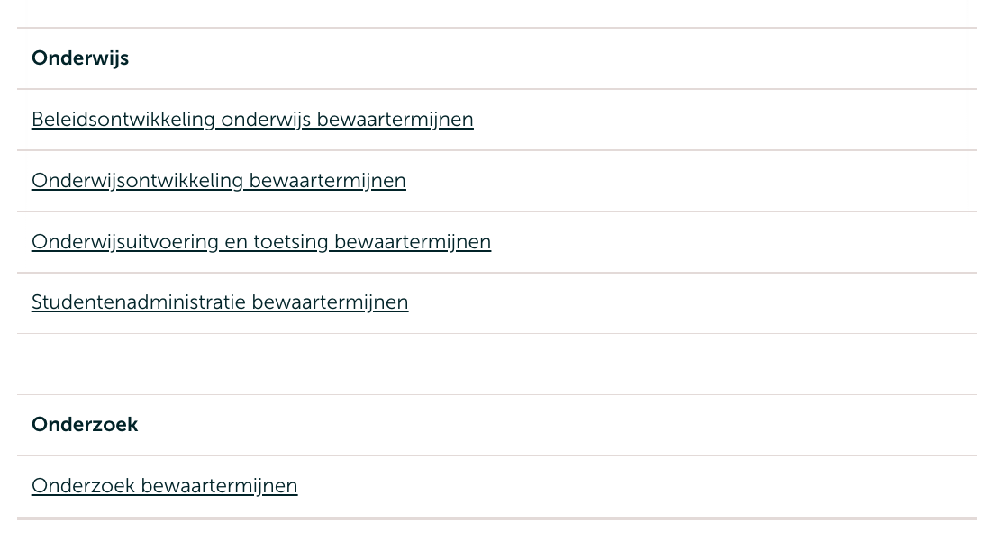 Onderwijs
Beleidsontwikkeling onderwijs bewaartermijnen
Onderwijsontwikkeling bewaartermijnen
Onderwijsuitvoering en toetsing bewaartermijnen
Studentenadministratie bewaartermijnen
Onderzoek
Onderzoek bewaartermijnen